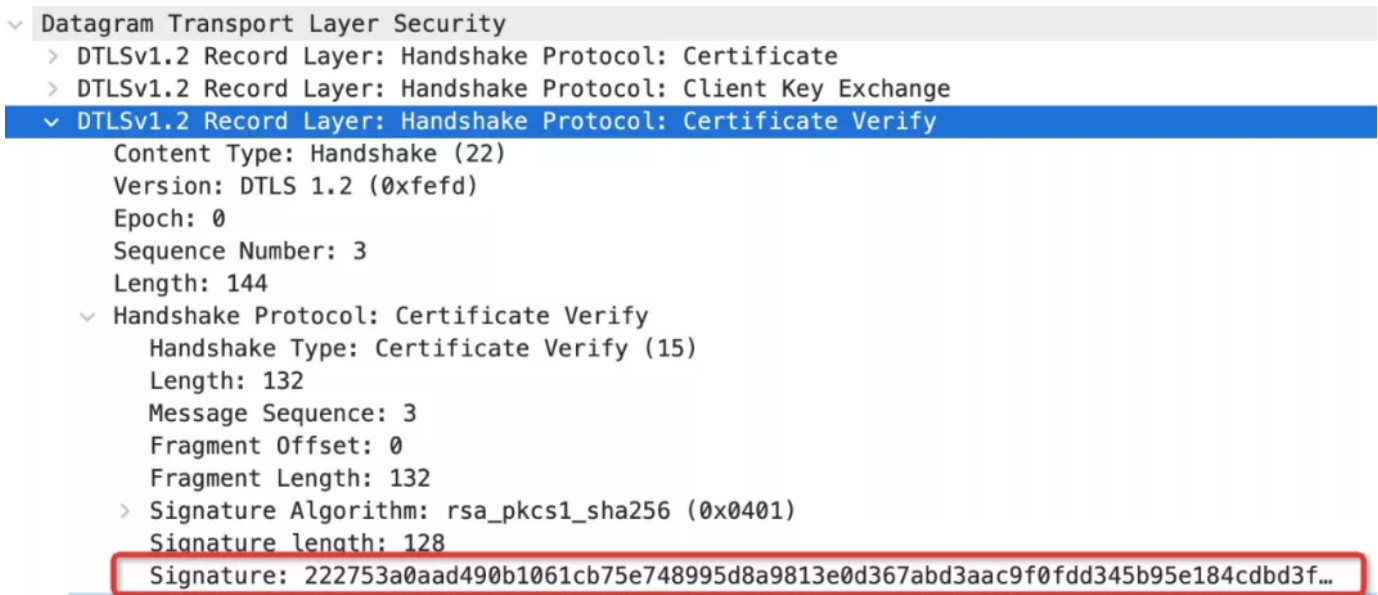 Datagram Transport Layer Security
DTLSv1.2 Record Layer: Handshake Protocol: Certificate
DTLSv1.2 Record Layer: Handshake Protocol: Client Key Exchange
DTLSv1.2 Record Layer: Handshake Protocol: Certificate Verify
Content Type: Handshake (22)
Version: DTLS 1.2 (0xfefd)
Epoch: 0
Sequence Number: 3
Length: 144
Handshake Protocol: Certificate Verify
Handshake Type: Certificate Verify (15)
Length: 132
Message Sequence: 3
Fragment Offset: 0
Fragment Length: 132
Signature Algorithm: rsa_pkcs1_sha256 (0x0401)
Signature length: 128
Signature: 222753a0aad490b1061cb75e748995d8a9813e0d367abd3aac9f0fdd345b95e184cdbd3f…